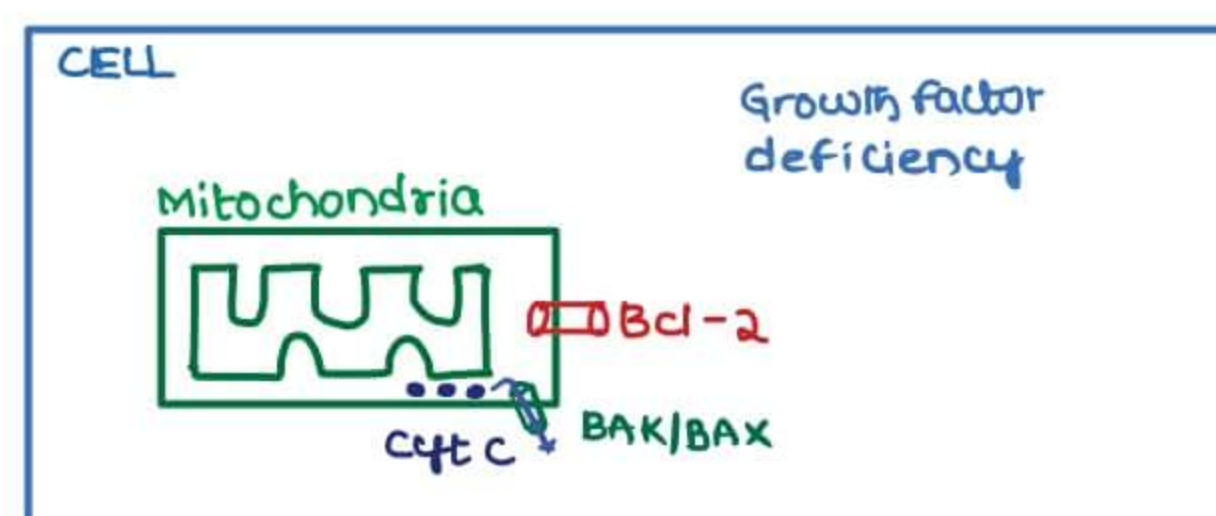 CELL
Growth factor
deficiency
Mitochondria
Bcl-2
BAK/BAX
Cyt C